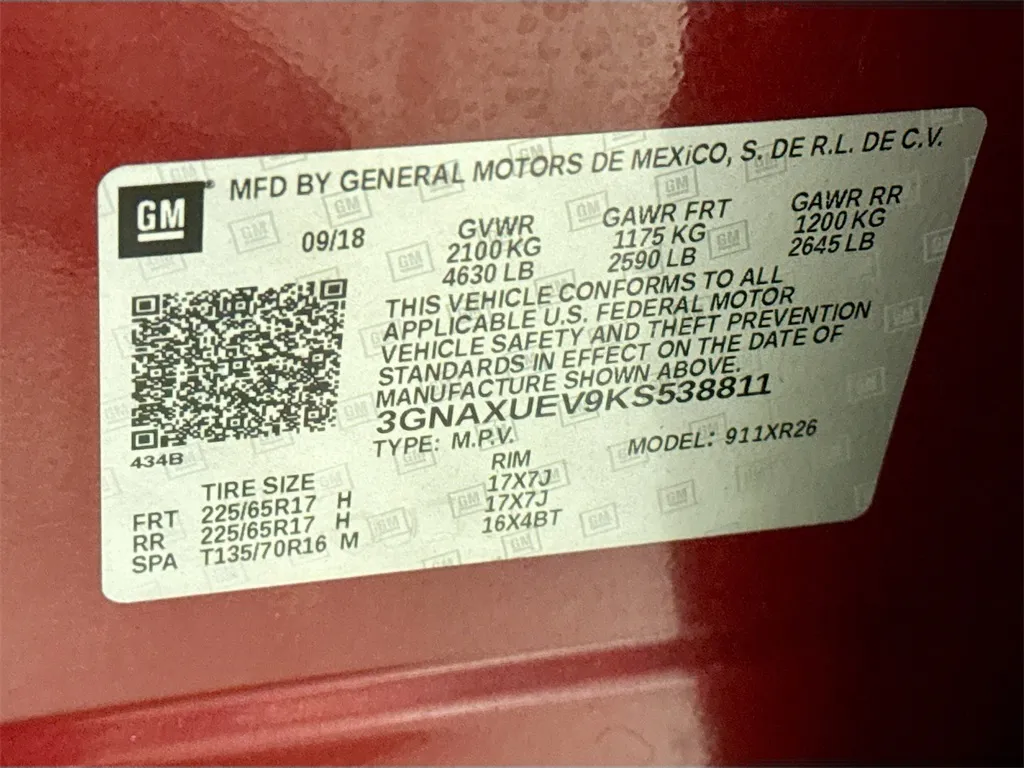 GM MFD BY GENERAL MOTORS DE MEXiCO, S. DE R.L. DE C.V.
09/18
GVWR
2100 KG
4630 LB
GAWR FRT
1175 KG
2590 LB
GAWR RR
1200 KG
2645 LB
THIS VEHICLE CONFORMS TO ALL
APPLICABLE U.S. FEDERAL MOTOR
VEHICLE SAFETY AND THEFT PREVENTION
STANDARDS IN EFFECT ON THE DATE OF
MANUFACTURE SHOWN ABOVE.
3GNAXUEV9KS538811
TYPE: M.P.V. MODEL: 911XR26
434B
TIRE SIZE RIM
FRT 225/65R17 H 17X7J
RR 225/65R17 H 17X7J
SPA T135/70R16 M 16X4BT